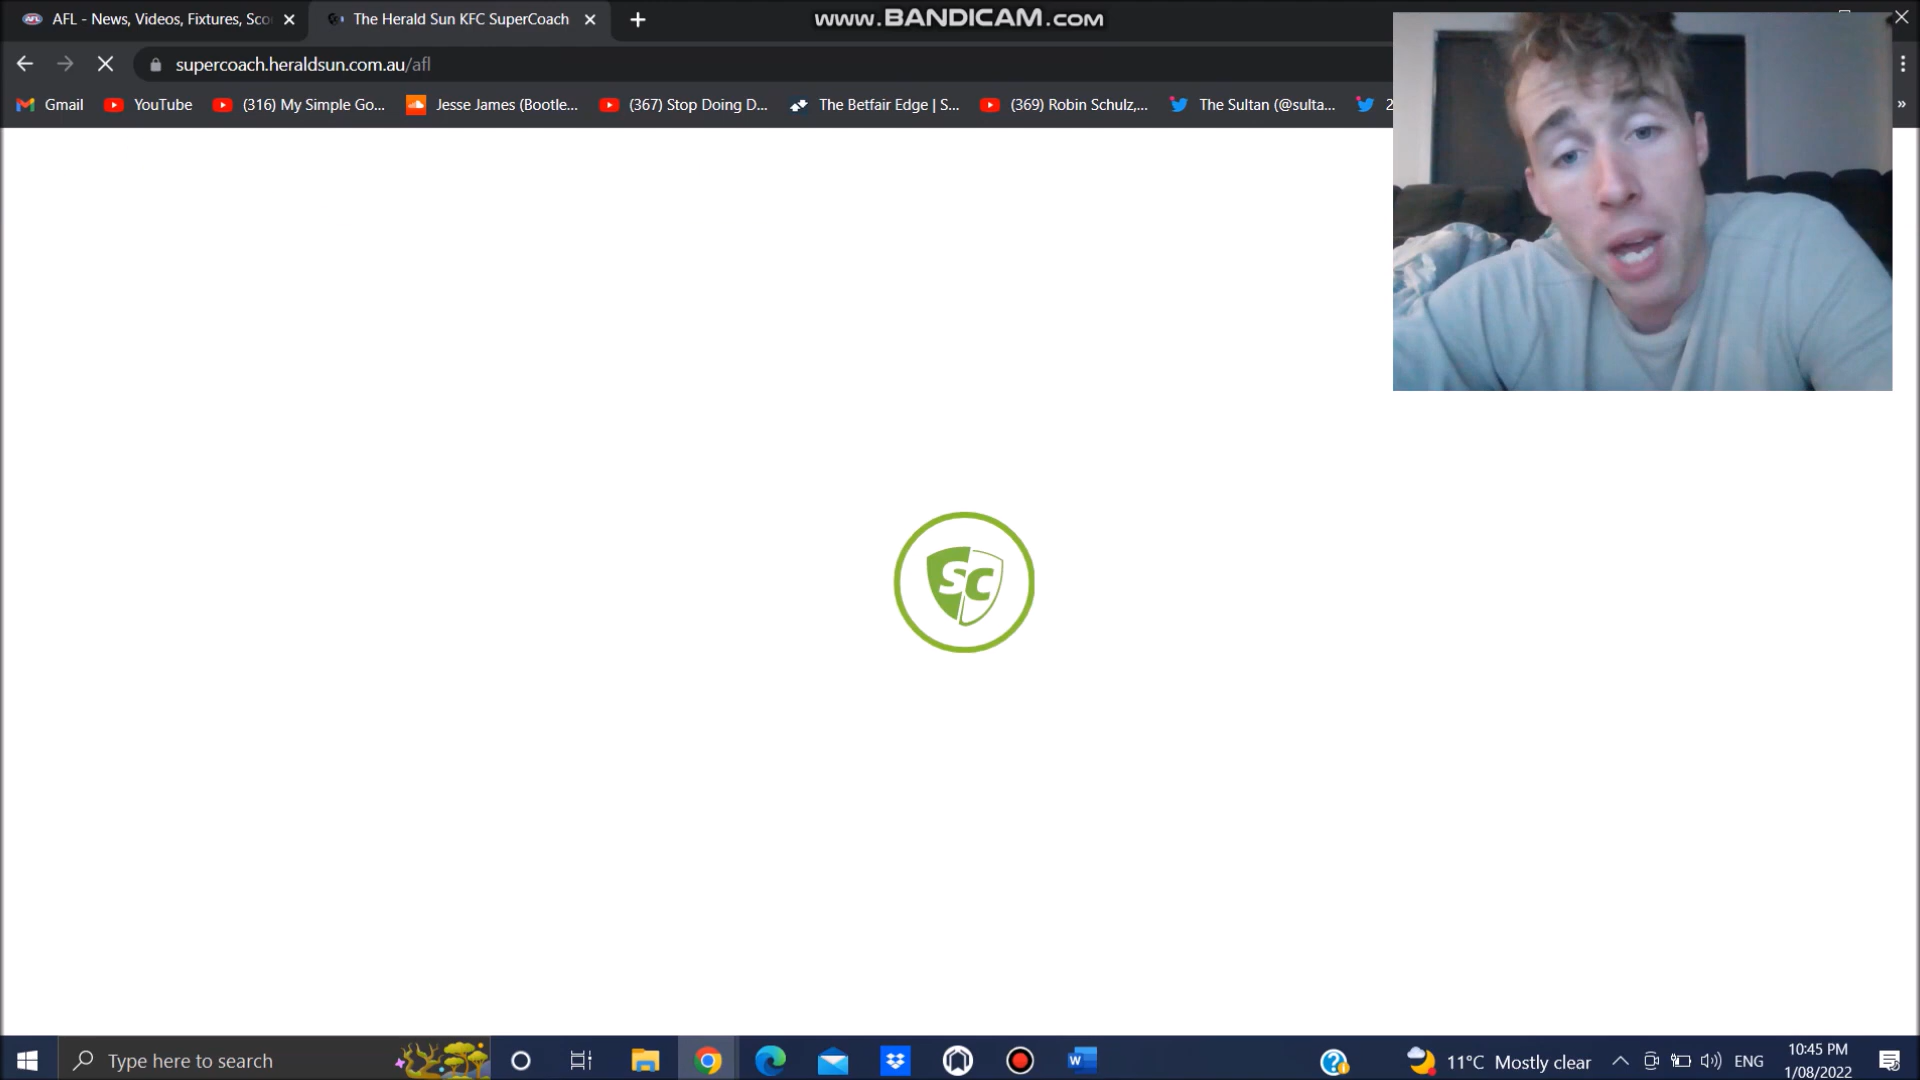 AFL - News, Videos, Fixtures, Sco
The Herald Sun KFC SuperCoach
www.BANDICAM.com
supercoach.heraldsun.com.au/afl
Gmail
YouTube
(316) My Simple Go...
Jesse James (Bootle...
(367) Stop Doing D...
The Betfair Edge | S...
(369) Robin Schulz,...
The Sultan (@sulta...
2
SC
Type here to search
11°C Mostly clear
ENG
10:45 PM
1/08/2022